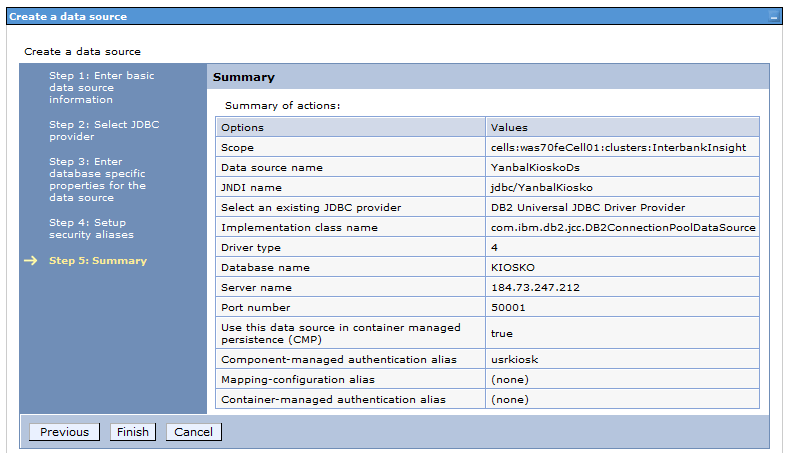 Create a data source
Create a data source
Step 1: Enter basic
data source
information
Step 2: Select JDBC
provider
Step 3: Enter
database specific
properties for the
data source
Step 4: Setup
security aliases
Step 5: Summary
Summary
Summary of actions:
Options Values
Scope cells:was70feCell01:clusters:InterbankInsight
Data source name YanbalKioskoDs
JNDI name jdbc/YanbalKiosko
Select an existing JDBC provider DB2 Universal JDBC Driver Provider
Implementation class name com.ibm.db2.jcc.DB2ConnectionPoolDataSource
Driver type 4
Database name KIOSKO
Server name 184.73.247.212
Port number 50001
Use this data source in container managed
persistence (CMP) true
Component-managed authentication alias usrkiosk
Mapping-configuration alias (none)
Container-managed authentication alias (none)
Previous Finish Cancel